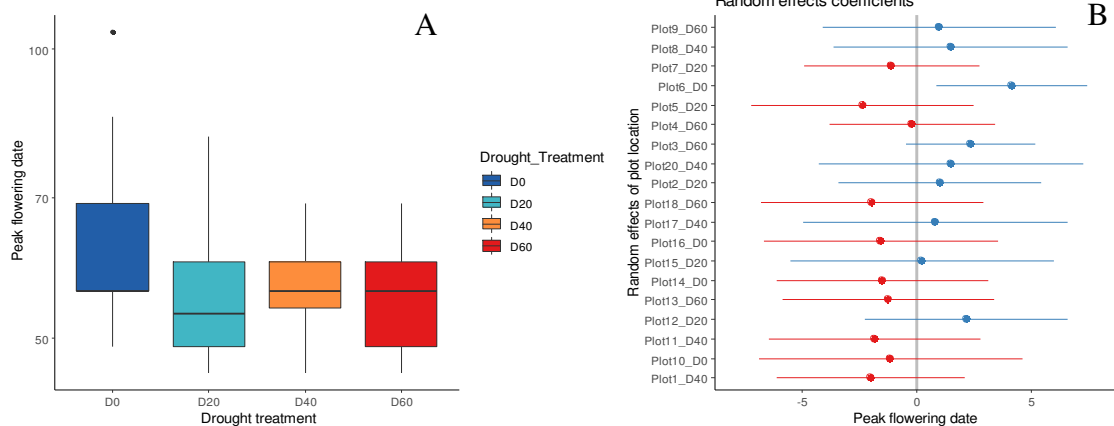 A
100
70
50
Peak flowering date
D0
D20
D40
D60
Drought treatment
Drought_Treatment
D0
D20
D40
D60
Random effects coefficients
B
Random effects of plot location
Plot9_D60
Plot8_D40
Plot7_D20
Plot6_D0
Plot5_D20
Plot4_D60
Plot3_D60
Plot20_D40
Plot2_D20
Plot18_D60
Plot17_D40
Plot16_D0
Plot15_D20
Plot14_D0
Plot13_D60
Plot12_D20
Plot11_D40
Plot10_D0
Plot1_D40
-5
0
5
Peak flowering date